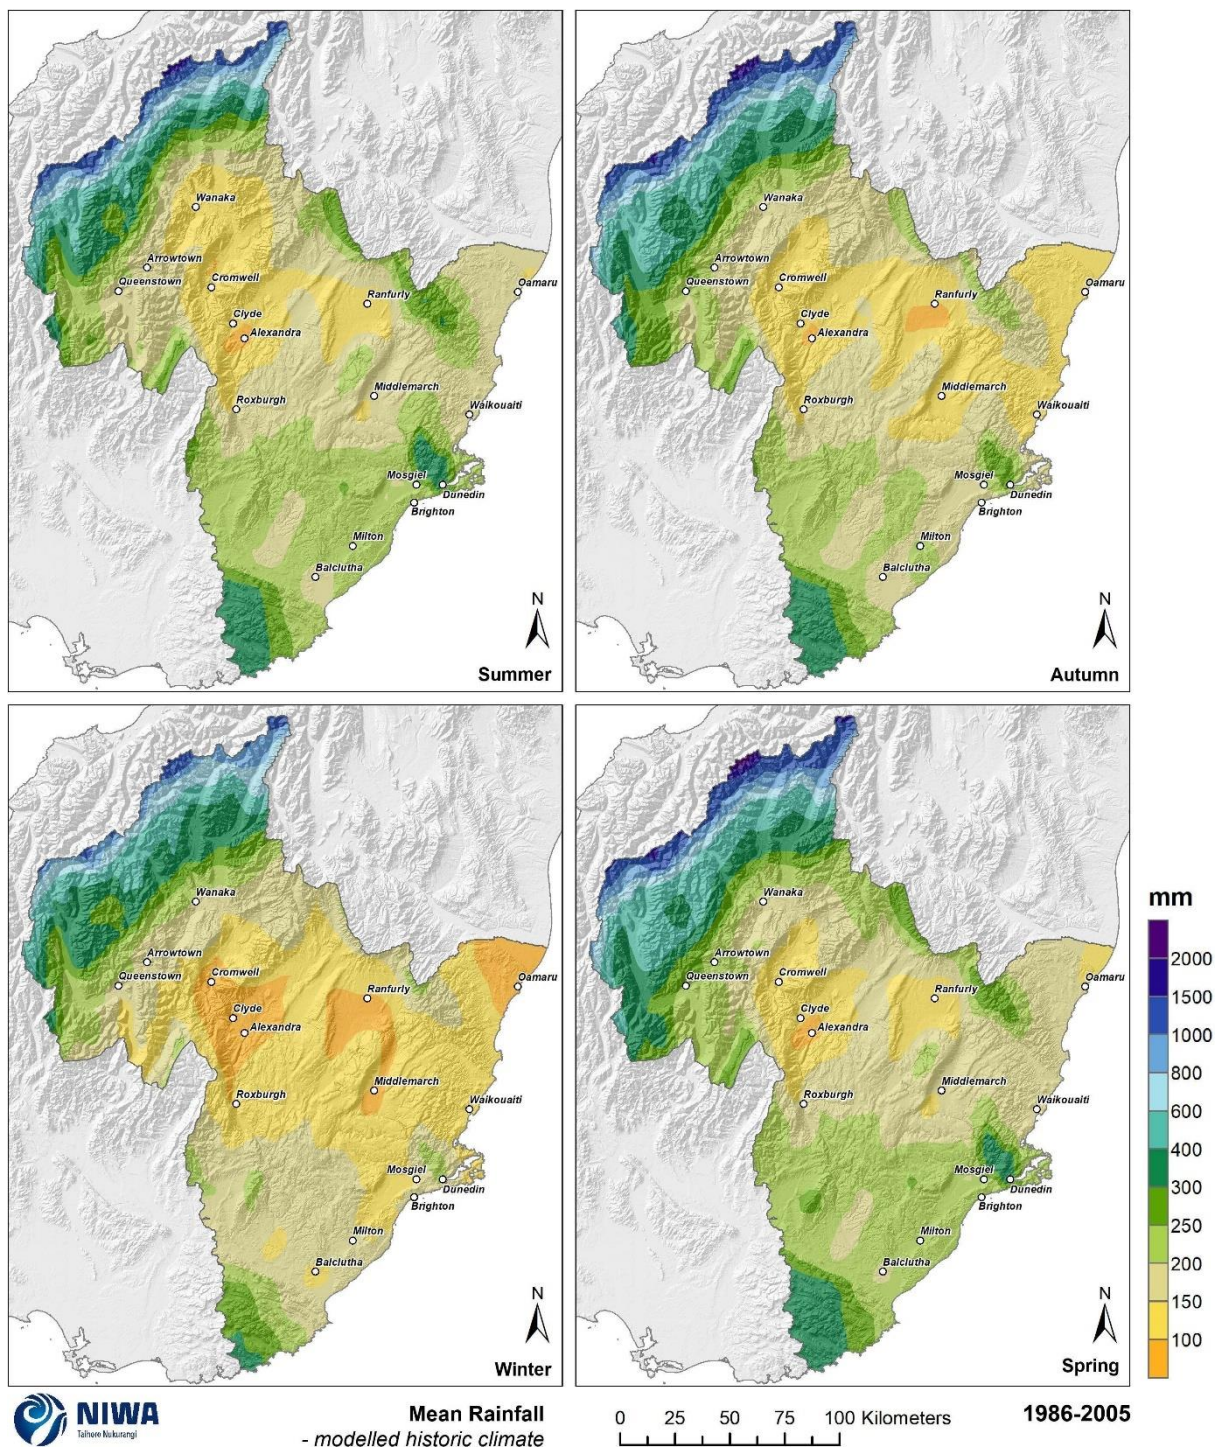 Wanaka
Arrowtown
Queenstown
Cromwell
Clyde
Alexandra
Ranfurly
Oamaru
Roxburgh
Middlemarch
Waikouaiti
Mosgiel
Dunedin
Brighton
Milton
Balclutha
N
Summer
Wanaka
Arrowtown
Queenstown
Cromwell
Clyde
Alexandra
Ranfurly
Oamaru
Roxburgh
Middlemarch
Waikouaiti
Mosgiel
Dunedin
Brighton
Milton
Balclutha
N
Autumn
Wanaka
Arrowtown
Queenstown
Cromwell
Clyde
Alexandra
Ranfurly
Oamaru
Roxburgh
Middlemarch
Waikouaiti
Mosgiel
Dunedin
Brighton
Milton
Balclutha
N
Winter
Wanaka
Arrowtown
Queenstown
Cromwell
Clyde
Alexandra
Ranfurly
Oamaru
Roxburgh
Middlemarch
Waikouaiti
Mosgiel
Dunedin
Brighton
Milton
Balclutha
N
Spring
mm
2000
1500
1000
800
600
400
300
250
200
150
100
NIWA
Taihoro Nukurangi
Mean Rainfall
- modelled historic climate
0 25 50 75 100 Kilometers
1986-2005